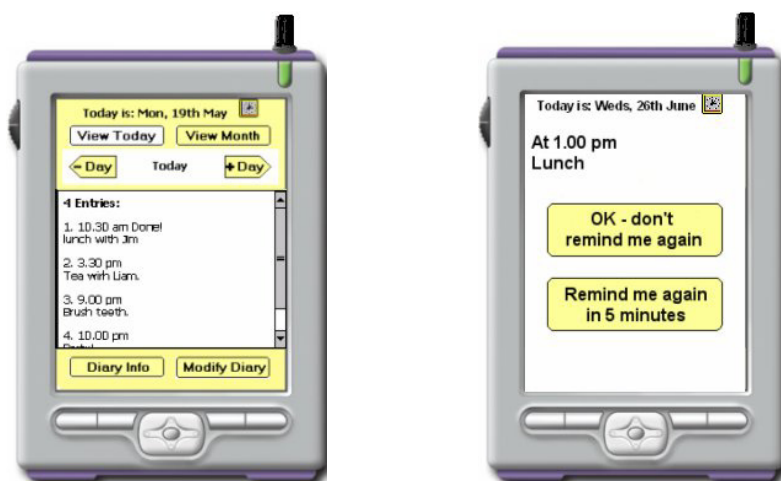 Today is: Mon, 19th May
View Today View Month
- Day Today + Day
4 Entries:
1. 10.30 am Done!
lunch with Jim
2. 3.30 pm
Tea with Liam.
3. 9.00 pm
Brush teeth.
4. 10.00 pm
Diary Info Modify Diary
Today is: Weds, 26th June
At 1.00 pm
Lunch
OK - don't
remind me again
Remind me again
in 5 minutes